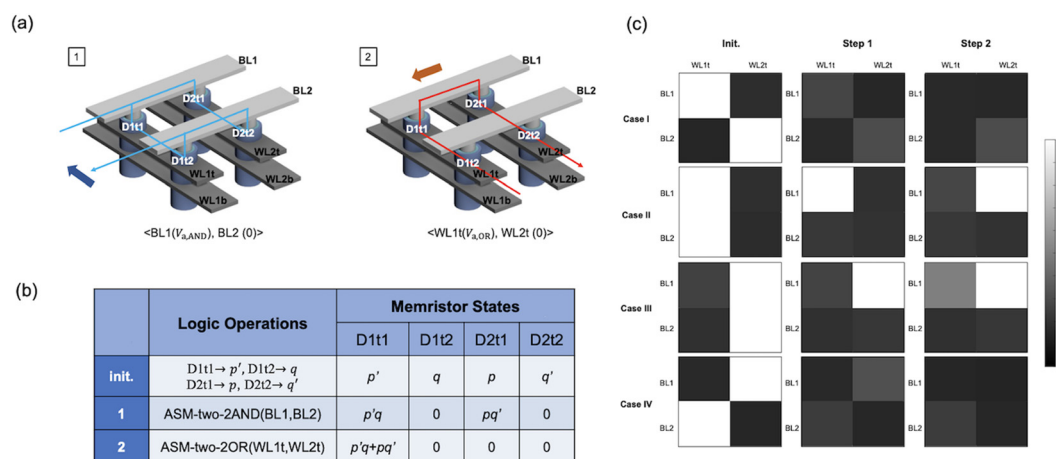 (a)
1
BL1
BL2
D2t1
D1t1
D2t2
D1t2
WL2t
WL1t
WL2b
WL1b
<BL1(Va,AND), BL2 (0)>
2
BL1
BL2
D2t1
D1t1
D2t2
D1t2
WL2t
WL1t
WL2b
WL1b
<WL1t(Va,OR), WL2t (0)>
(b)
Logic Operations
Memristor States
D1t1 D1t2 D2t1 D2t2
init.
D1t1→ p′, D1t2→ q
D2t1→ p, D2t2→ q′
p' q p q'
1 ASM-two-2AND(BL1,BL2) p'q 0 pq' 0
2 ASM-two-2OR(WL1t,WL2t) p'q+pq' 0 0 0
(c)
Init. Step 1 Step 2
WL1t WL2t WL1t WL2t WL1t WL2t
BL1 BL1 BL1
Case I
BL2 BL2 BL2
BL1 BL1 BL1
Case II
BL2 BL2 BL2
BL1 BL1 BL1
Case III
BL2 BL2 BL2
BL1 BL1 BL1
Case IV
BL2 BL2 BL2